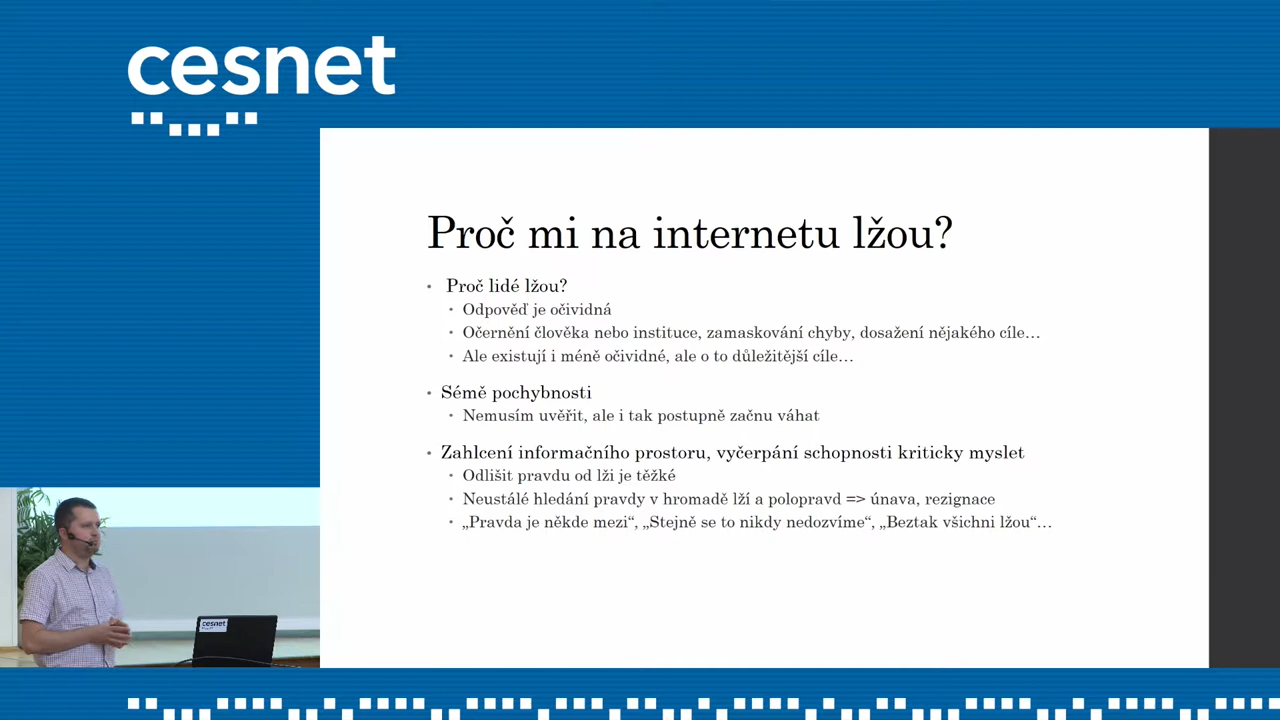 cesnet
Proč mi na internetu lžou?
• Proč lidé lžou?
• Odpověď je očividná
• Očernění člověka nebo instituce, zamaskování chyby, dosažení nějakého cíle…
• Ale existují i méně očividné, ale o to důležitější cíle…
• Sémě pochybnosti
• Nemusím uvěřit, ale i tak postupně začnu váhat
• Zahlcení informačního prostoru, vyčerpání schopnosti kriticky myslet
• Odlišit pravdu od lži je těžké
• Neustálé hledání pravdy v hromadě lží a polopravd => únava, rezignace
• „Pravda je někde mezi“, „Stejně se to nikdy nedozvíme“, „Beztak všichni lžou“…
cesnet